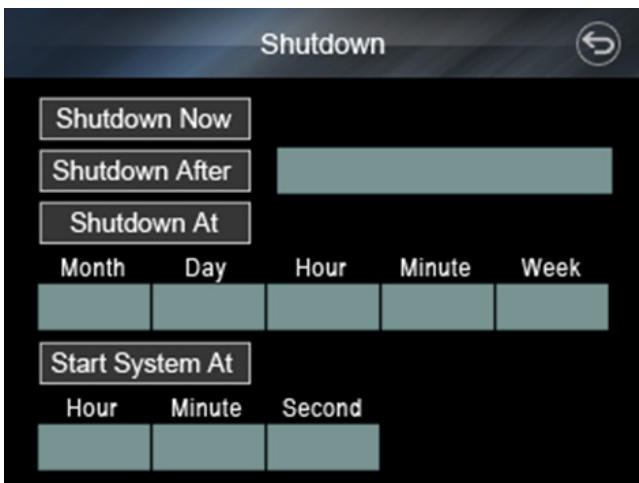 Shutdown
Shutdown Now
Shutdown After
Shutdown At
Month Day Hour Minute Week
Start System At
Hour Minute Second